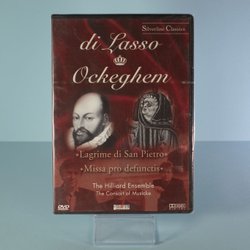 Silverline Classics
di Lasso
Ockeghem
•Lagrime di San Pietro•
•Missa pro defunctis•
The Hilliard Ensemble
The Consort of Musicke
DVD